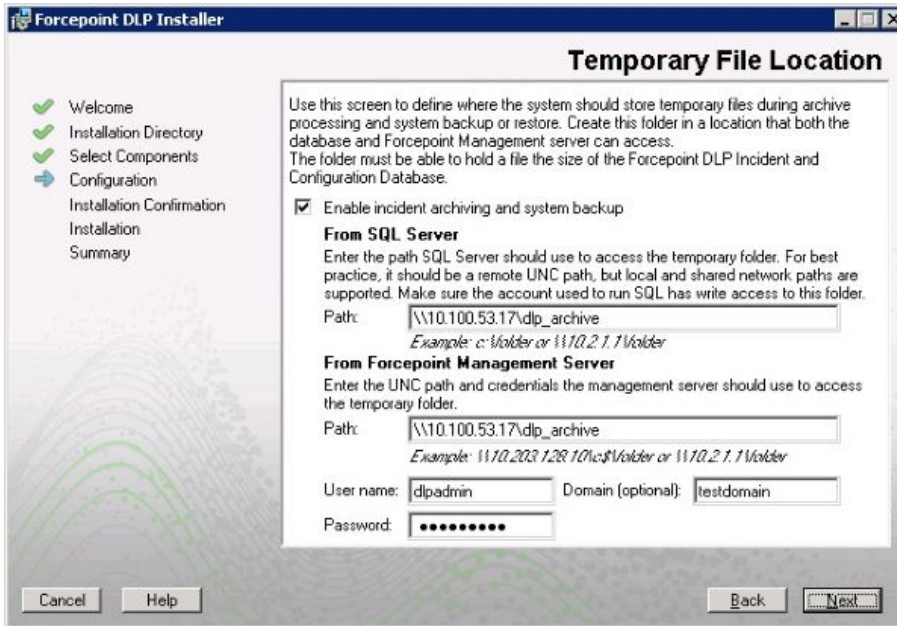 Forcepoint DLP Installer
Temporary File Location
Welcome
Installation Directory
Select Components
Configuration
Installation Confirmation
Installation
Summary
Use this screen to define where the system should store temporary files during archive
processing and system backup or restore. Create this folder in a location that both the
database and Forcepoint Management server can access.
The folder must be able to hold a file the size of the Forcepoint DLP Incident and
Configuration Database.
Enable incident archiving and system backup
From SQL Server
Enter the path SQL Server should use to access the temporary folder. For best
practice, it should be a remote UNC path, but local and shared network paths are
supported. Make sure the account used to run SQL has write access to this folder.
Path: \\10.100.53.17\dlp_archive
Example: c:\folder or \\10.2.1.1\folder
From Forcepoint Management Server
Enter the UNC path and credentials the management server should use to access
the temporary folder.
Path: \\10.100.53.17\dlp_archive
Example: \\10.203.128.10\c$\folder or \\10.2.1.1\folder
User name: dlpadmin Domain (optional): testdomain
Password: ●●●●●●●●●
Cancel Help Back Next